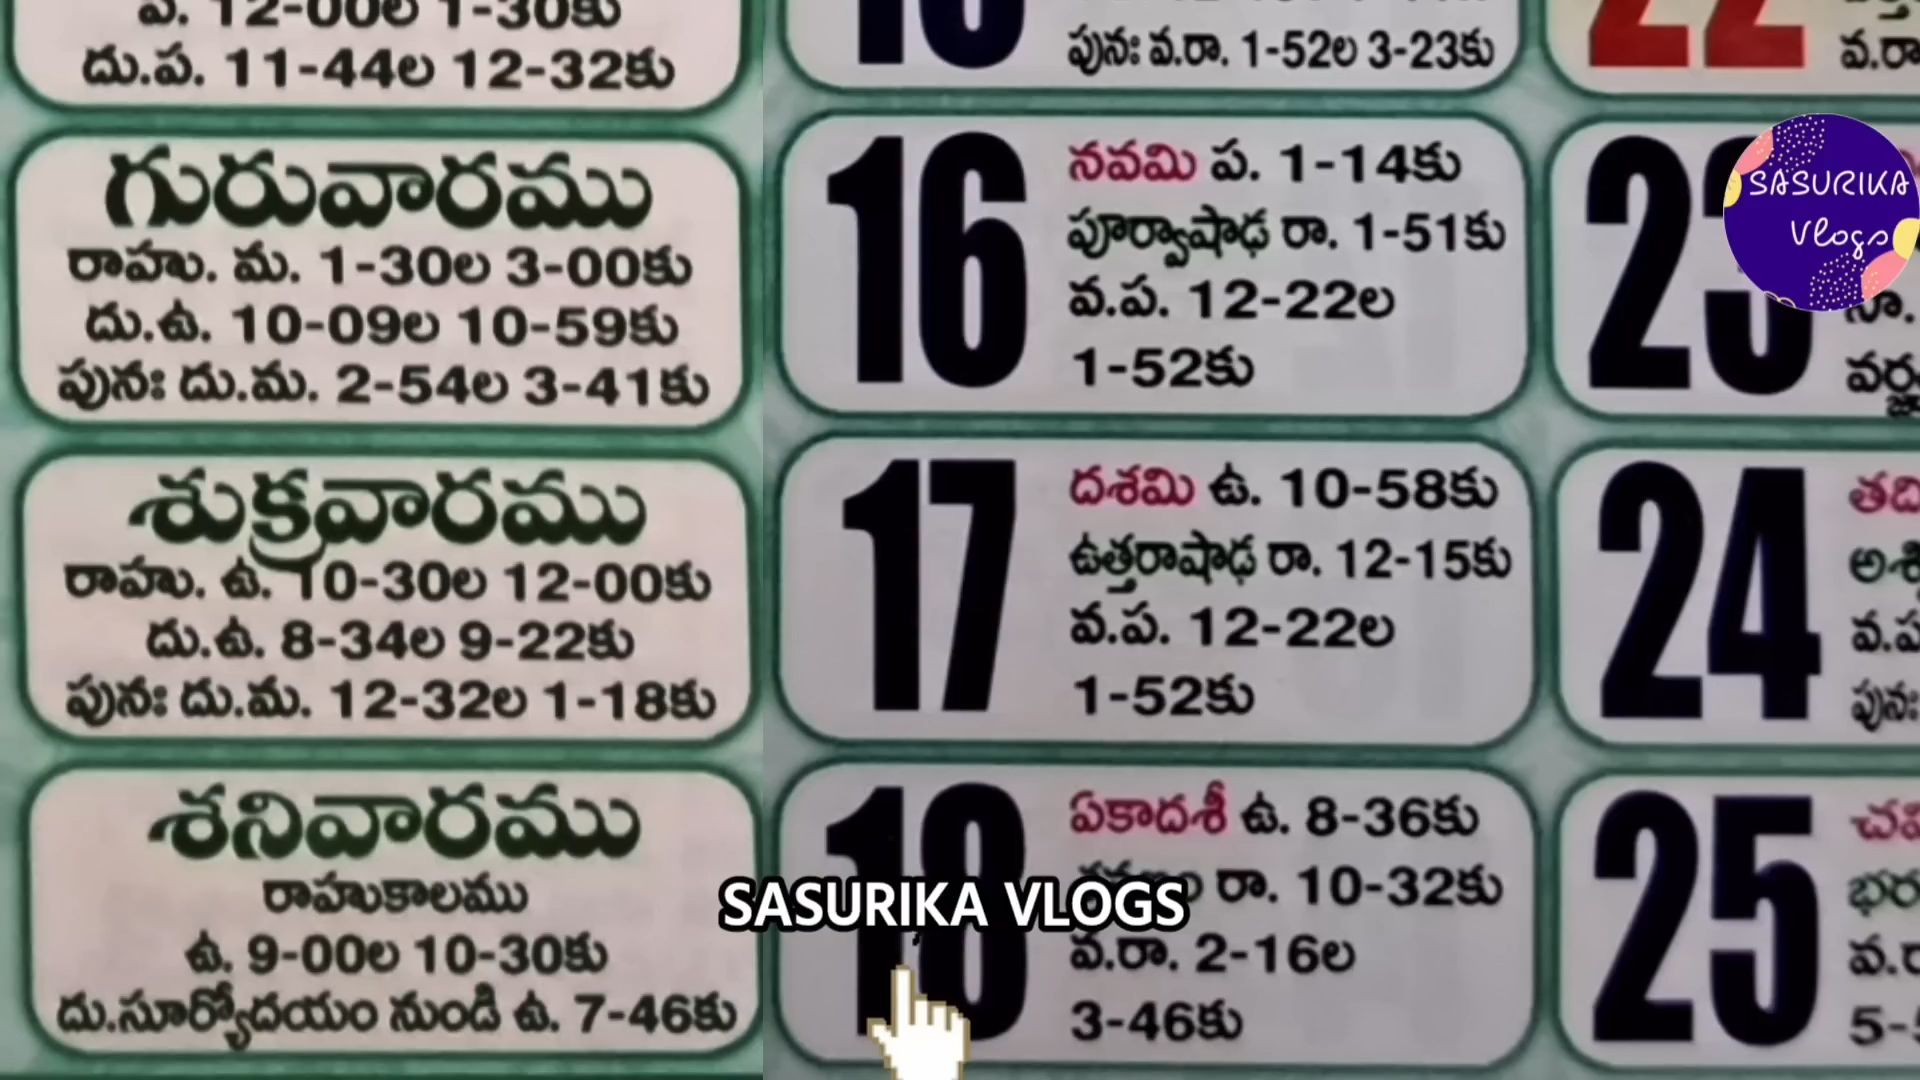 దు.ప. 11-44ల 12-32కు
గురువారము
రాహు. మ. 1-30ల 3-00కు
దు.ఉ. 10-09ల 10-59కు
పునః దు.మ. 2-54ల 3-41కు
శుక్రవారము
రాహు. ఉ. 10-30ల 12-00కు
దు.ఉ. 8-34ల 9-22కు
పునః దు.మ. 12-32ల 1-18కు
శనివారము
రాహుకాలము
ఉ. 9-00ల 10-30కు
దు.సూర్యోదయం నుండి ఉ. 7-46కు
పునః వ.రా. 1-52ల 3-23కు
16
నవమి ప. 1-14కు
పూర్వాషాఢ రా. 1-51కు
వ.ప. 12-22ల
1-52కు
17
దశమి ఉ. 10-58కు
ఉత్తరాషాఢ రా. 12-15కు
వ.ప. 12-22ల
1-52కు
18
ఏకాదశీ ఉ. 8-36కు
రా. 10-32కు
వ.రా. 2-16ల
3-46కు
SASURIKA VLOGS
22
వ.రా
23
24
25
SASURIKA
Vlogs